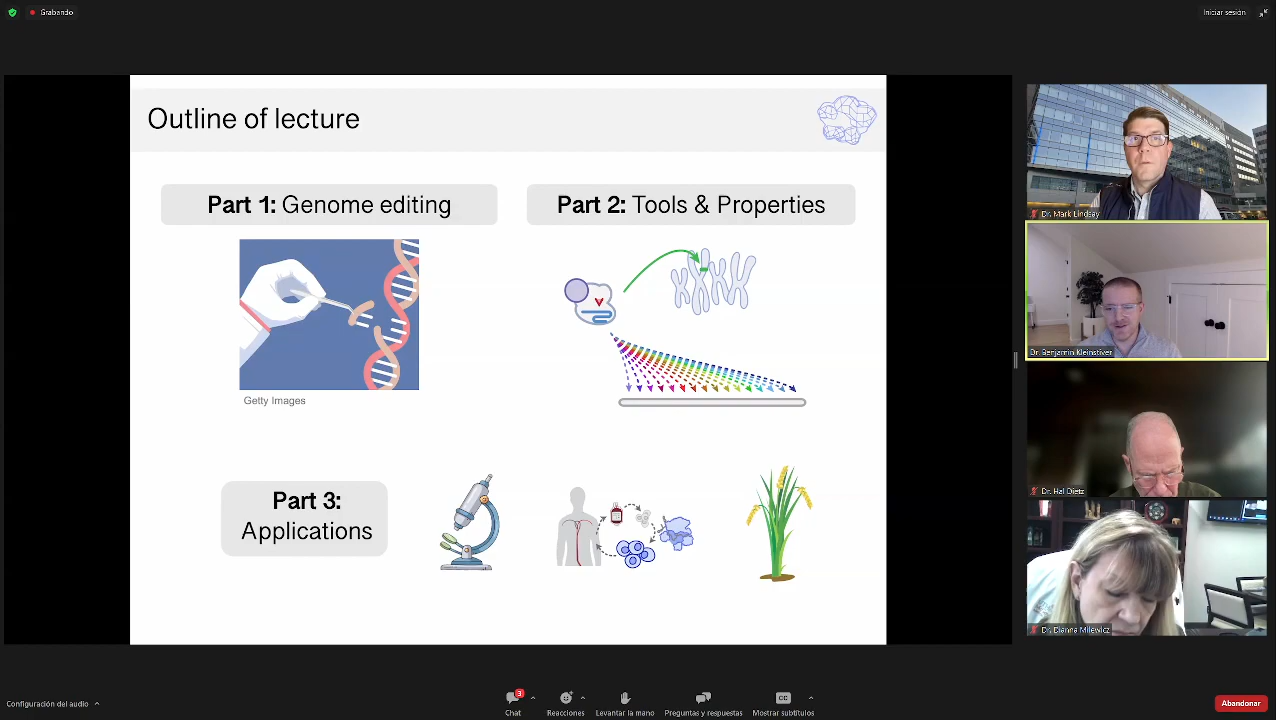 Grabando
Iniciar sesión
Outline of lecture
Part 1: Genome editing
Part 2: Tools & Properties
Getty Images
Part 3:
Applications
Dr. Mark Lindsay
Dr. Benjamin Kleinstiver
Dr. Hal Dietz
Dr. Dianna Milewicz
Configuración del audio
3
Chat
Reacciones
Levantar la mano
Preguntas y respuestas
Mostrar subtítulos
Abandonar